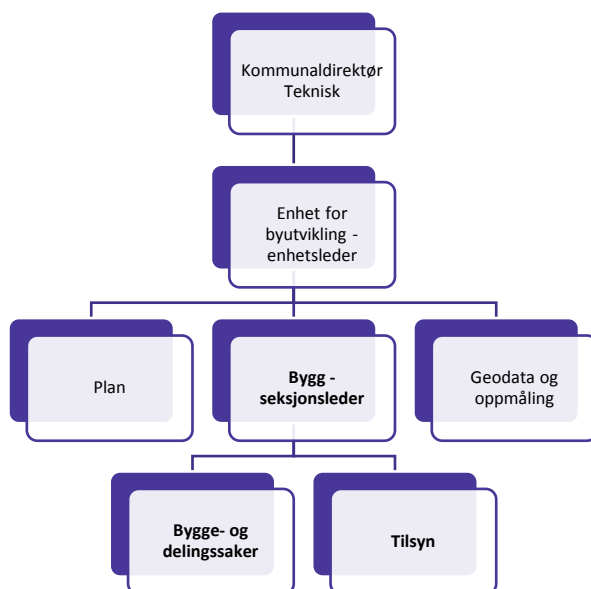 Kommunaldirektør
Teknisk
Enhet for
byutvikling -
enhetsleder
Plan
Bygg -
seksjonsleder
Geodata og
oppmåling
Bygge- og
delingssaker
Tilsyn